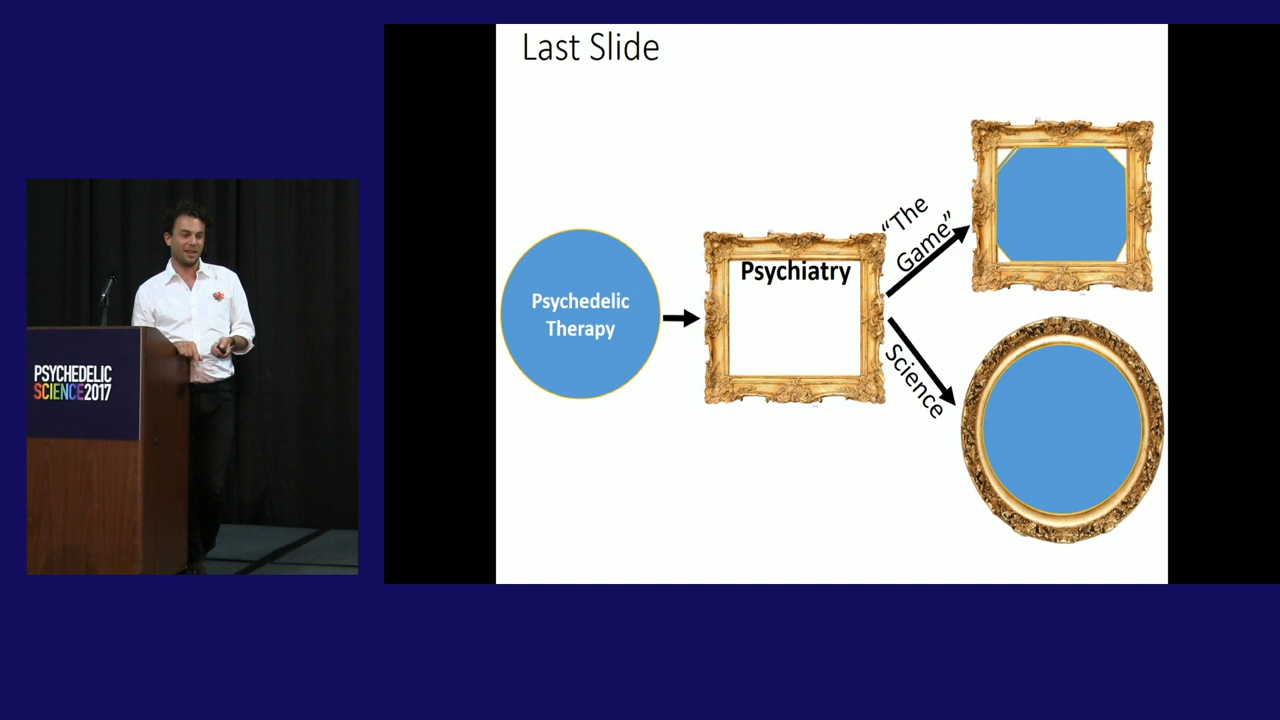 PSYCHEDELIC
SCIENCE2017
Last Slide
Psychedelic
Therapy
Psychiatry
“The
Game”
Science